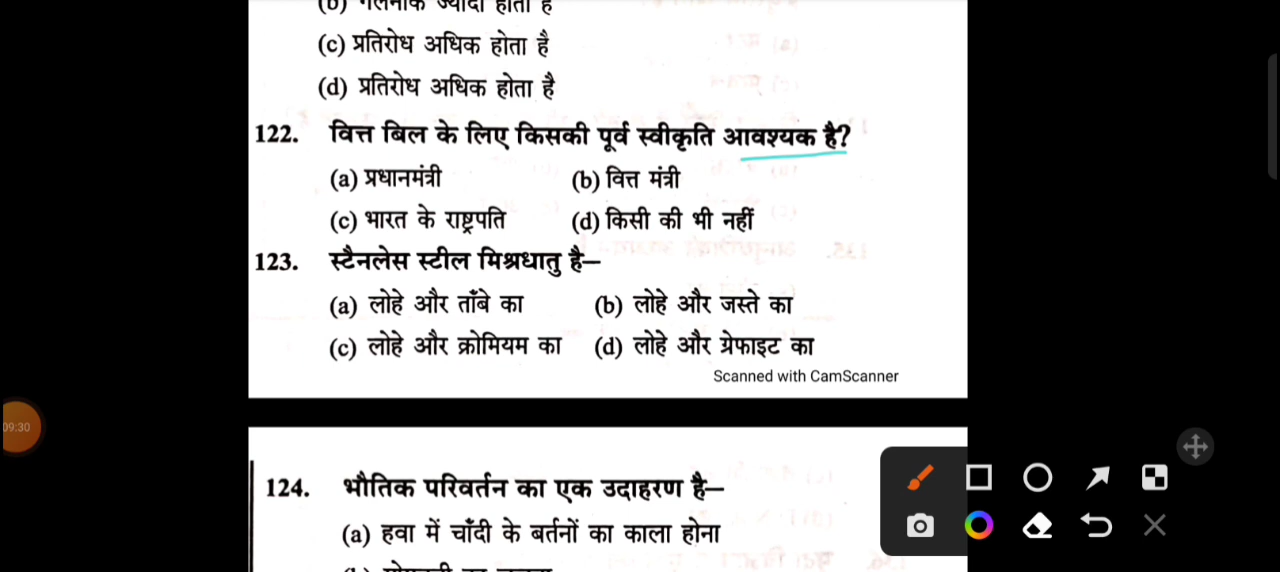 (b) गलनांक ज्यादा होता है
(c) प्रतिरोध अधिक होता है
(d) प्रतिरोध अधिक होता है
122. वित्त बिल के लिए किसकी पूर्व स्वीकृति आवश्यक है?
(a) प्रधानमंत्री (b) वित्त मंत्री
(c) भारत के राष्ट्रपति (d) किसी की भी नहीं
123. स्टैनलेस स्टील मिश्रधातु है—
(a) लोहे और ताँबे का (b) लोहे और जस्ते का
(c) लोहे और क्रोमियम का (d) लोहे और ग्रेफाइट का
Scanned with CamScanner
09:30
124. भौतिक परिवर्तन का एक उदाहरण है—
(a) हवा में चाँदी के बर्तनों का काला होना